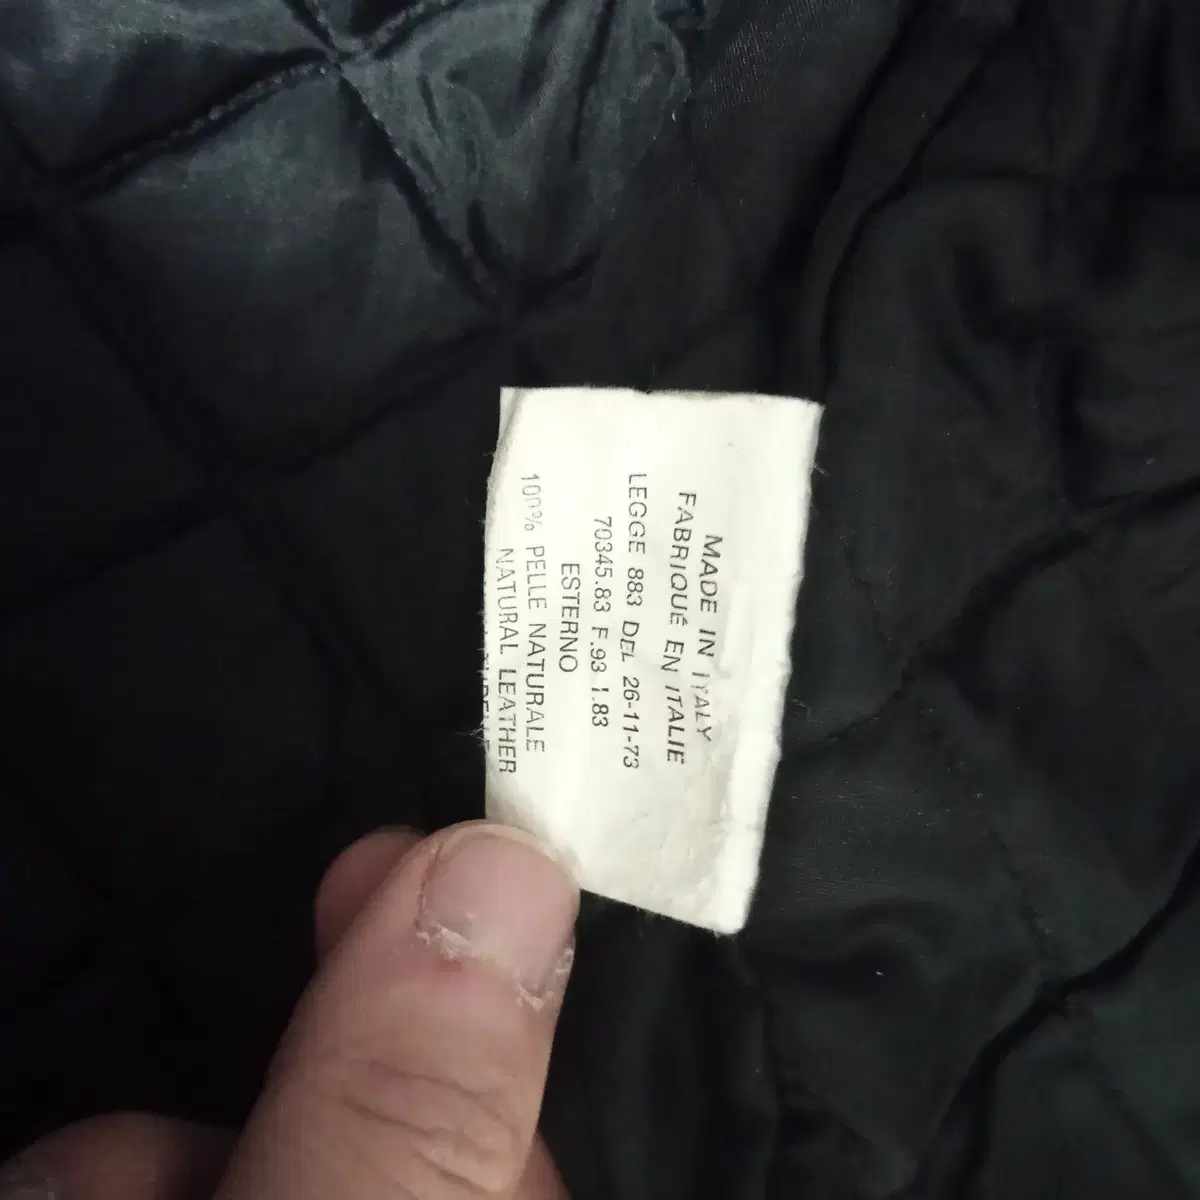 MADE IN ITALY
FABRIQUÉ EN ITALIE
LEGGE 883 DEL 26-11-73
70345.83 F.93 1.83
ESTERNO
100% PELLE NATURALE
NATURAL LEATHER